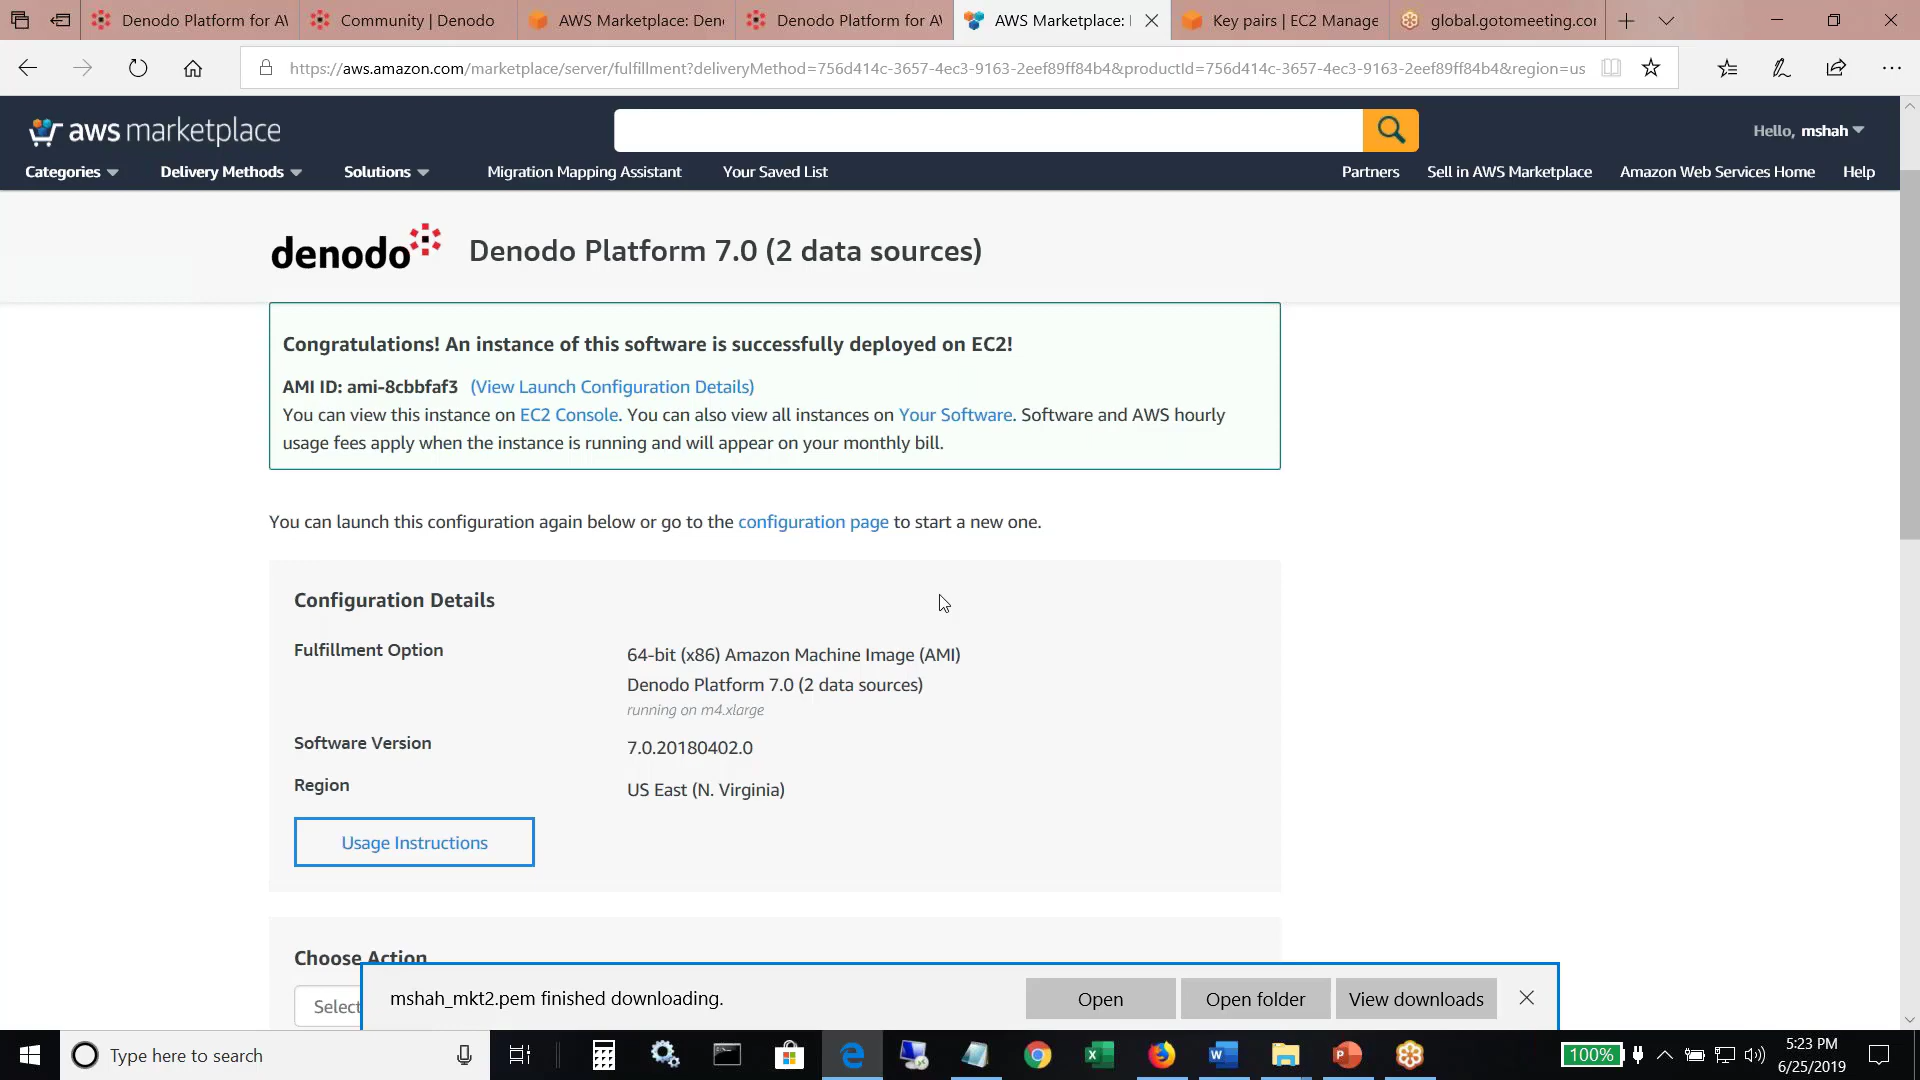 Denodo Platform for AW
Community | Denodo
AWS Marketplace: Den
Denodo Platform for AW
AWS Marketplace:
Key pairs | EC2 Manage
global.gotomeeting.com
https://aws.amazon.com/marketplace/server/fulfillment?deliveryMethod=756d414c-3657-4ec3-9163-2eef89ff84b4&productId=756d414c-3657-4ec3-9163-2eef89ff84b4&region=us
aws marketplace
Hello, mshah
Categories
Delivery Methods
Solutions
Migration Mapping Assistant
Your Saved List
Partners
Sell in AWS Marketplace
Amazon Web Services Home
Help
denodo
Denodo Platform 7.0 (2 data sources)
Congratulations! An instance of this software is successfully deployed on EC2!
AMI ID: ami-8cbbfaf3 (View Launch Configuration Details)
You can view this instance on EC2 Console. You can also view all instances on Your Software. Software and AWS hourly
usage fees apply when the instance is running and will appear on your monthly bill.
You can launch this configuration again below or go to the configuration page to start a new one.
Configuration Details
Fulfillment Option
64-bit (x86) Amazon Machine Image (AMI)
Denodo Platform 7.0 (2 data sources)
running on m4.xlarge
Software Version
7.0.20180402.0
Region
US East (N. Virginia)
Usage Instructions
Choose Action
Select
mshah_mkt2.pem finished downloading.
Open
Open folder
View downloads
Type here to search
100%
5:23 PM
6/25/2019